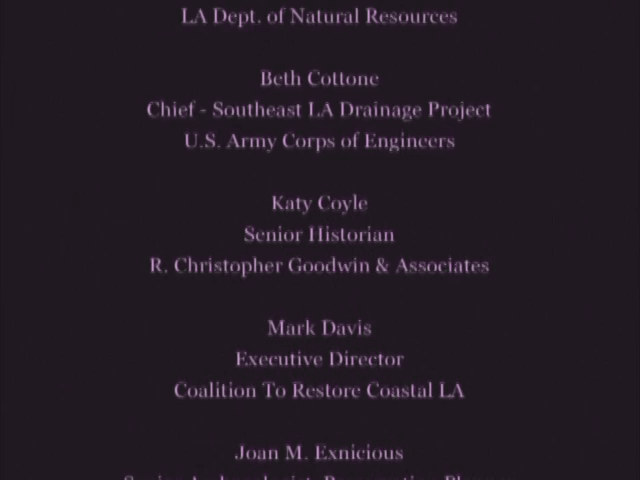 LA Dept. of Natural Resources
Beth Cottone
Chief - Southeast LA Drainage Project
U.S. Army Corps of Engineers
Katy Coyle
Senior Historian
R. Christopher Goodwin & Associates
Mark Davis
Executive Director
Coalition To Restore Coastal LA
Joan M. Exnicious